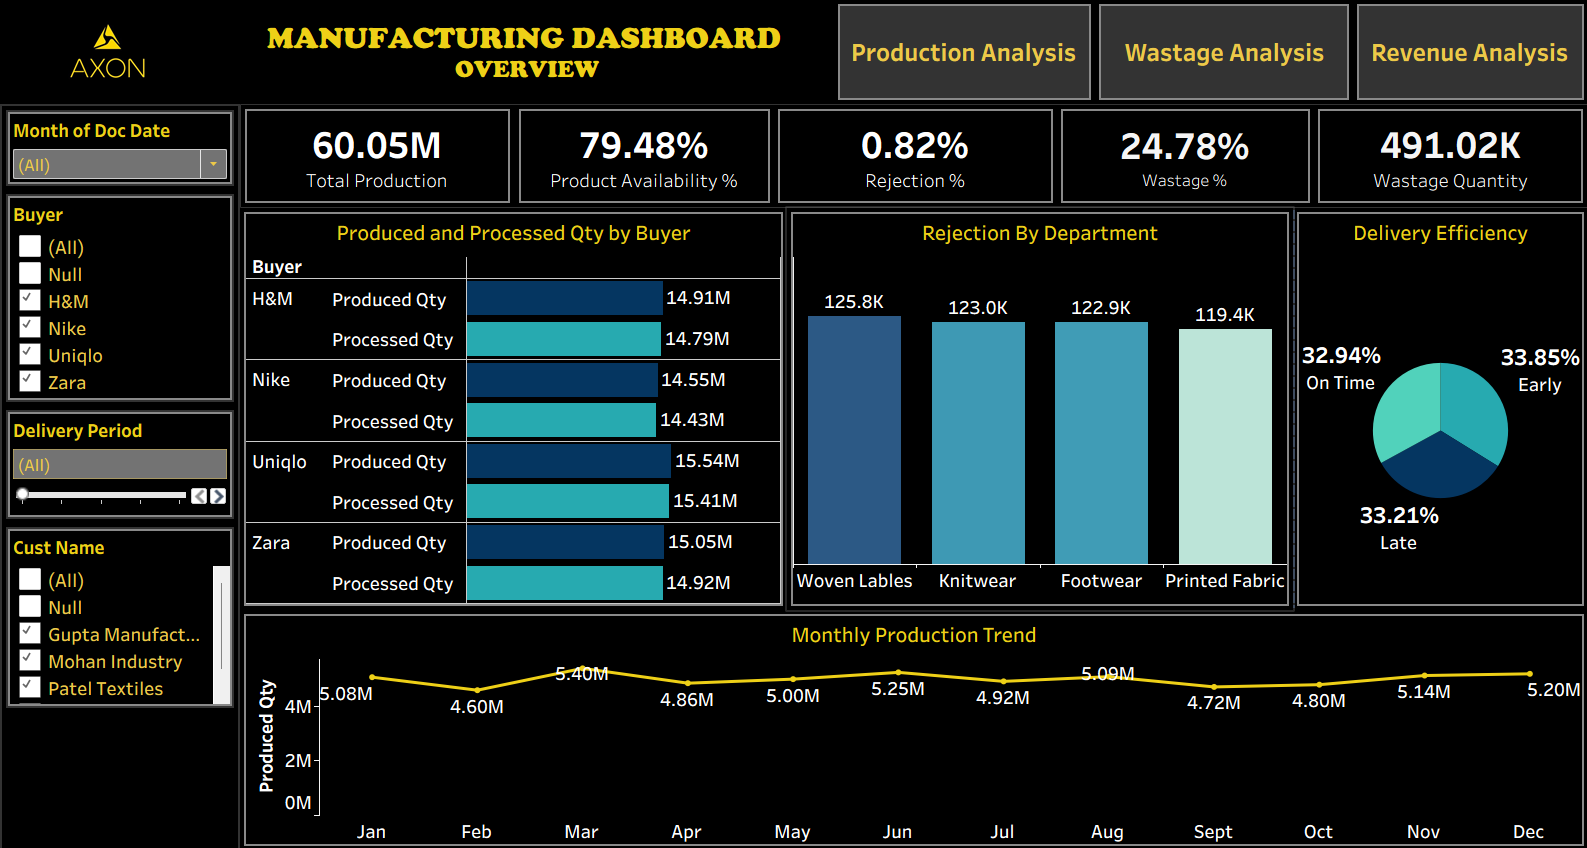 AXON
MANUFACTURING DASHBOARD
OVERVIEW
Production Analysis
Wastage Analysis
Revenue Analysis
Month of Doc Date
(All)
Buyer
(All)
Null
H&M
Nike
Uniqlo
Zara
Delivery Period
(All)
Cust Name
(All)
Null
Gupta Manufact...
Mohan Industry
Patel Textiles
60.05M
Total Production
79.48%
Product Availability %
0.82%
Rejection %
24.78%
Wastage %
491.02K
Wastage Quantity
Produced and Processed Qty by Buyer
Buyer
H&M Produced Qty 14.91M
Processed Qty 14.79M
Nike Produced Qty 14.55M
Processed Qty 14.43M
Uniqlo Produced Qty 15.54M
Processed Qty 15.41M
Zara Produced Qty 15.05M
Processed Qty 14.92M
Rejection By Department
125.8K 123.0K 122.9K 119.4K
Woven Lables Knitwear Footwear Printed Fabric
Delivery Efficiency
32.94%
On Time
33.85%
Early
33.21%
Late
Monthly Production Trend
Produced Qty
4M
2M
0M
5.08M 4.60M 5.40M 4.86M 5.00M 5.25M 4.92M 5.09M 4.72M 4.80M 5.14M 5.20M
Jan Feb Mar Apr May Jun Jul Aug Sept Oct Nov Dec